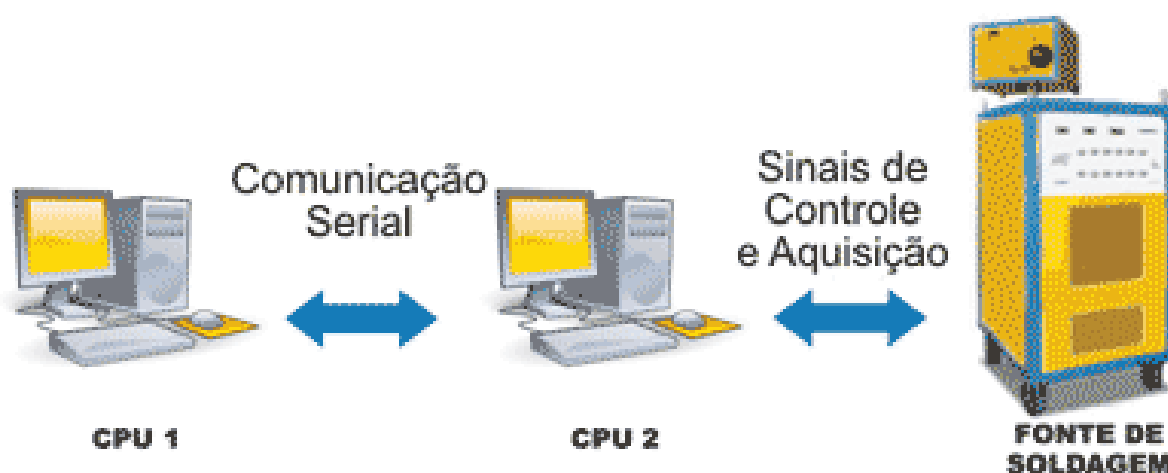 Comunicação
Serial
Sinais de
Controle
e Aquisição
CPU 1
CPU 2
FONTE DE
SOLDAGEM